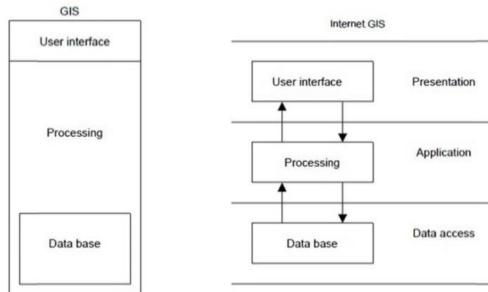 GIS
User interface
Processing
Data base
Internet GIS
User interface
Presentation
Processing
Application
Data base
Data access